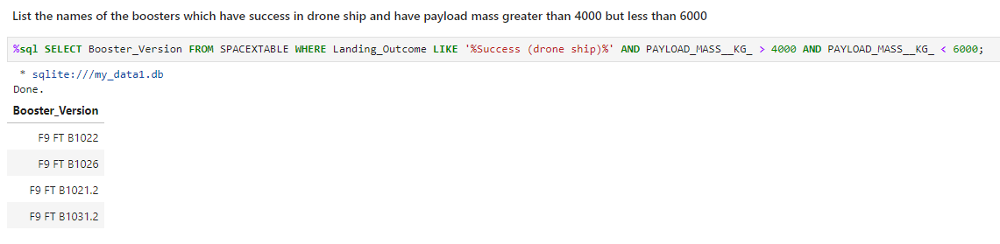 List the names of the boosters which have success in drone ship and have payload mass greater than 4000 but less than 6000
%sql SELECT Booster_Version FROM SPACEXTABLE WHERE Landing_Outcome LIKE '%Success (drone ship)%' AND PAYLOAD_MASS__KG_ > 4000 AND PAYLOAD_MASS__KG_ < 6000;
* sqlite:///my_data1.db
Done.
Booster_Version
F9 FT B1022
F9 FT B1026
F9 FT B1021.2
F9 FT B1031.2